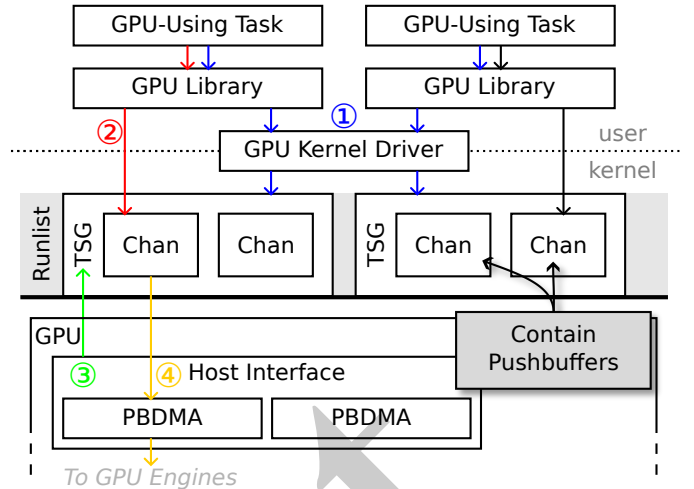 GPU-Using Task
GPU-Using Task
GPU Library
GPU Library
①
②
user
GPU Kernel Driver
kernel
Runlist
TSG
Chan
Chan
TSG
Chan
Chan
GPU
Contain
Pushbuffers
③
④
Host Interface
PBDMA
PBDMA
To GPU Engines